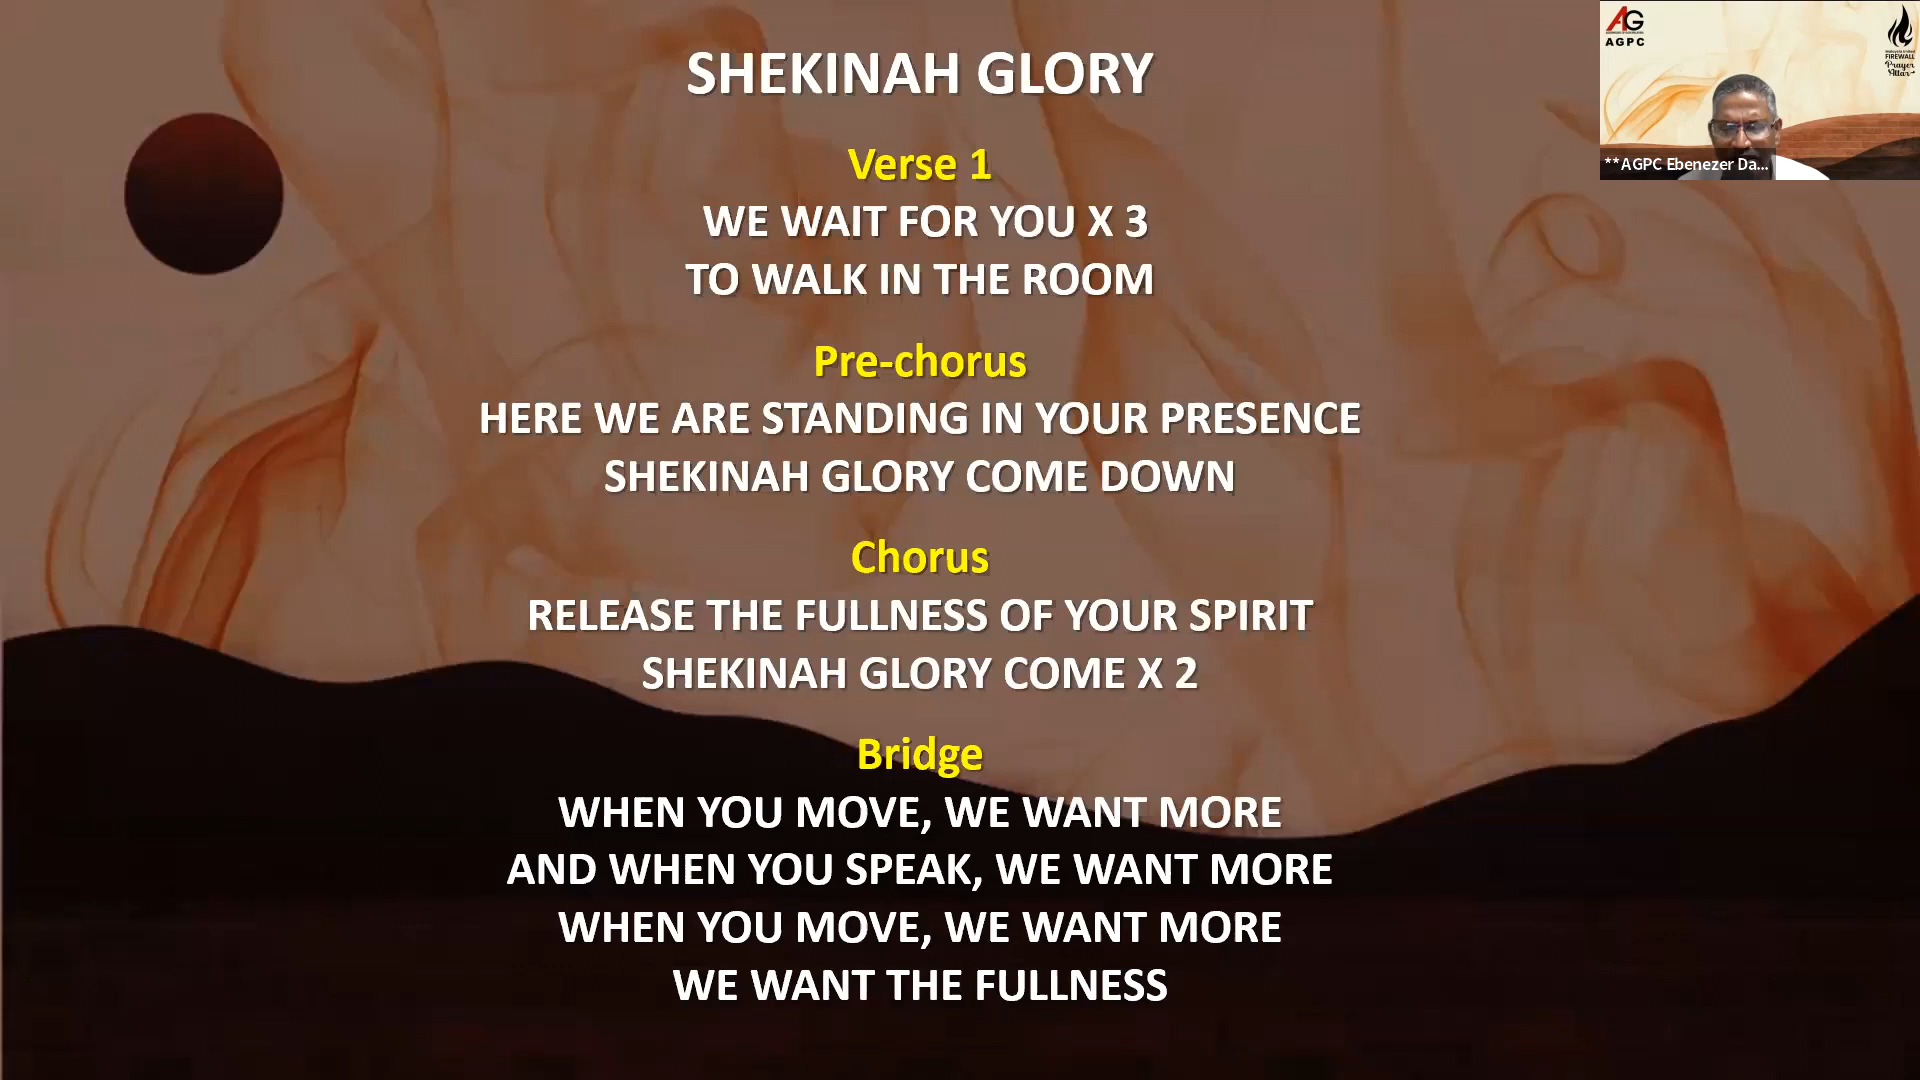 SHEKINAH GLORY
Verse 1
WE WAIT FOR YOU X 3
TO WALK IN THE ROOM
Pre-chorus
HERE WE ARE STANDING IN YOUR PRESENCE
SHEKINAH GLORY COME DOWN
Chorus
RELEASE THE FULLNESS OF YOUR SPIRIT
SHEKINAH GLORY COME X 2
Bridge
WHEN YOU MOVE, WE WANT MORE
AND WHEN YOU SPEAK, WE WANT MORE
WHEN YOU MOVE, WE WANT MORE
WE WANT THE FULLNESS
AG
AGPC
FIREWALL
Prayer
Altar
**AGPC Ebenezer Da...